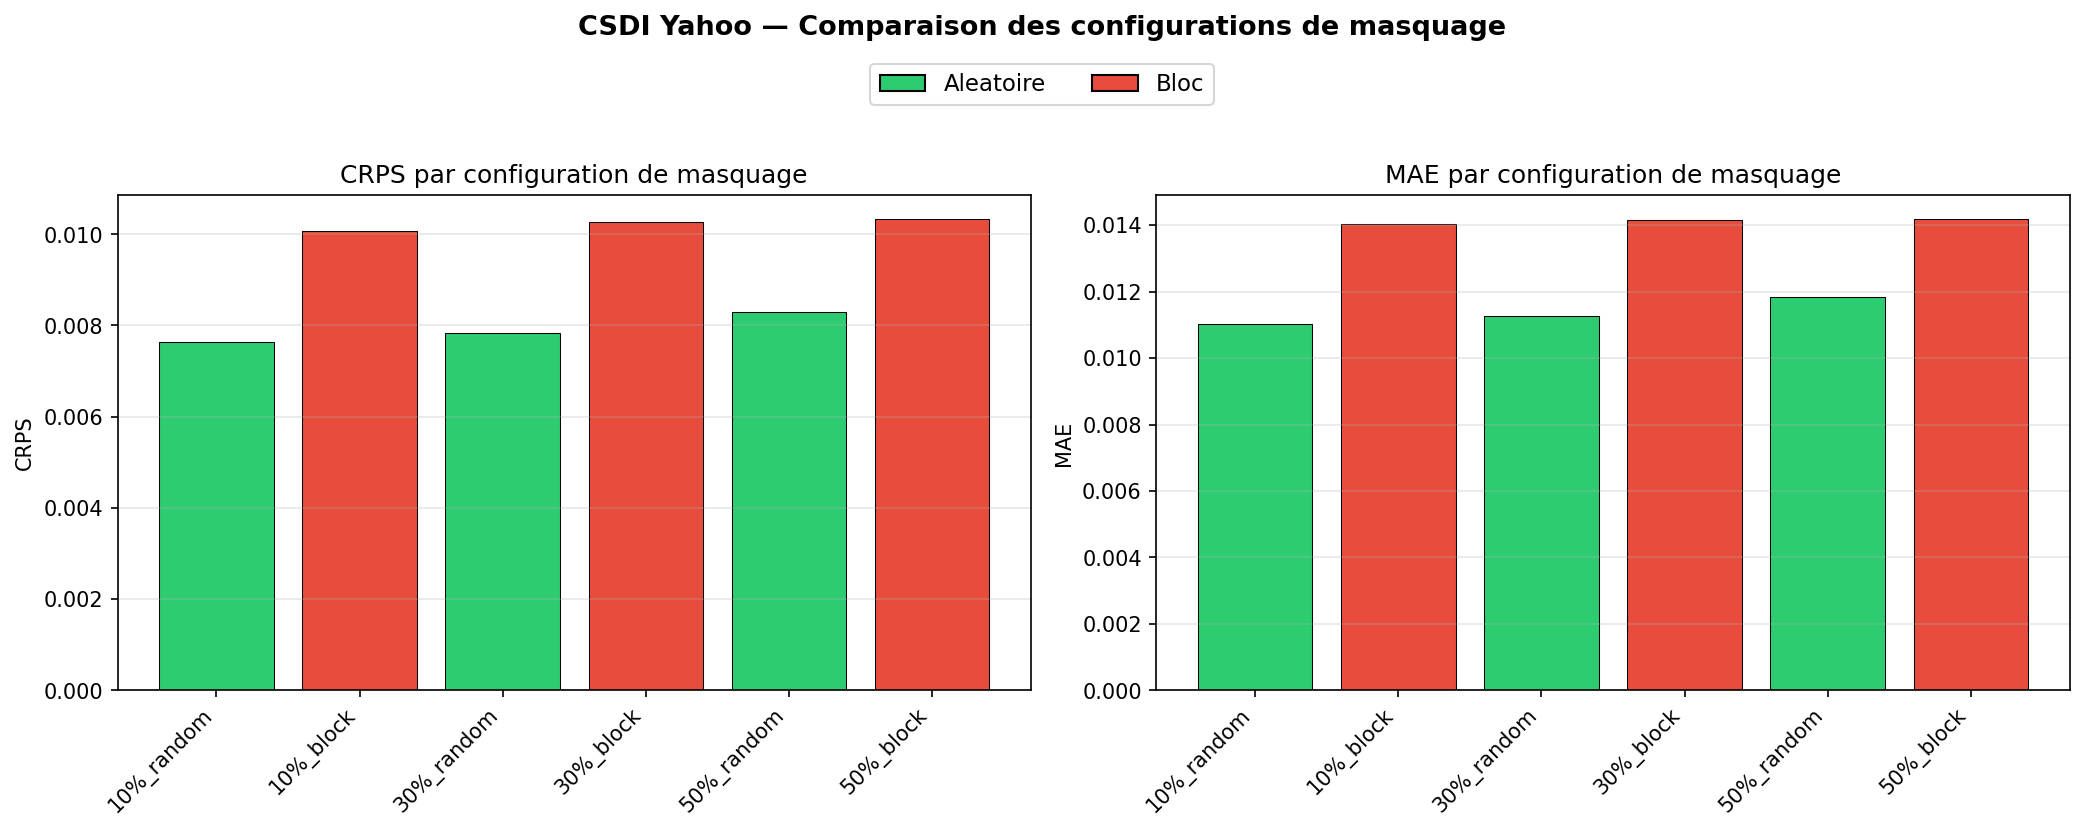 CSDI Yahoo — Comparaison des configurations de masquage
Aleatoire
Bloc
CRPS par configuration de masquage
CRPS
0.010
0.008
0.006
0.004
0.002
0.000
10%_random
10%_block
30%_random
30%_block
50%_random
50%_block
MAE par configuration de masquage
MAE
0.014
0.012
0.010
0.008
0.006
0.004
0.002
0.000
10%_random
10%_block
30%_random
30%_block
50%_random
50%_block